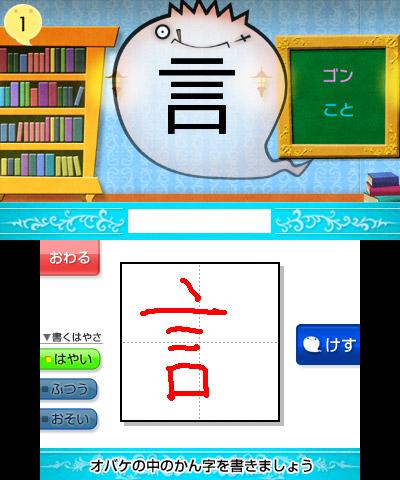 1
言
ゴン
こと
おわる
▼書くはやさ
はやい
ふつう
おそい
言
けす
オバケの中のかん字を書きましょう